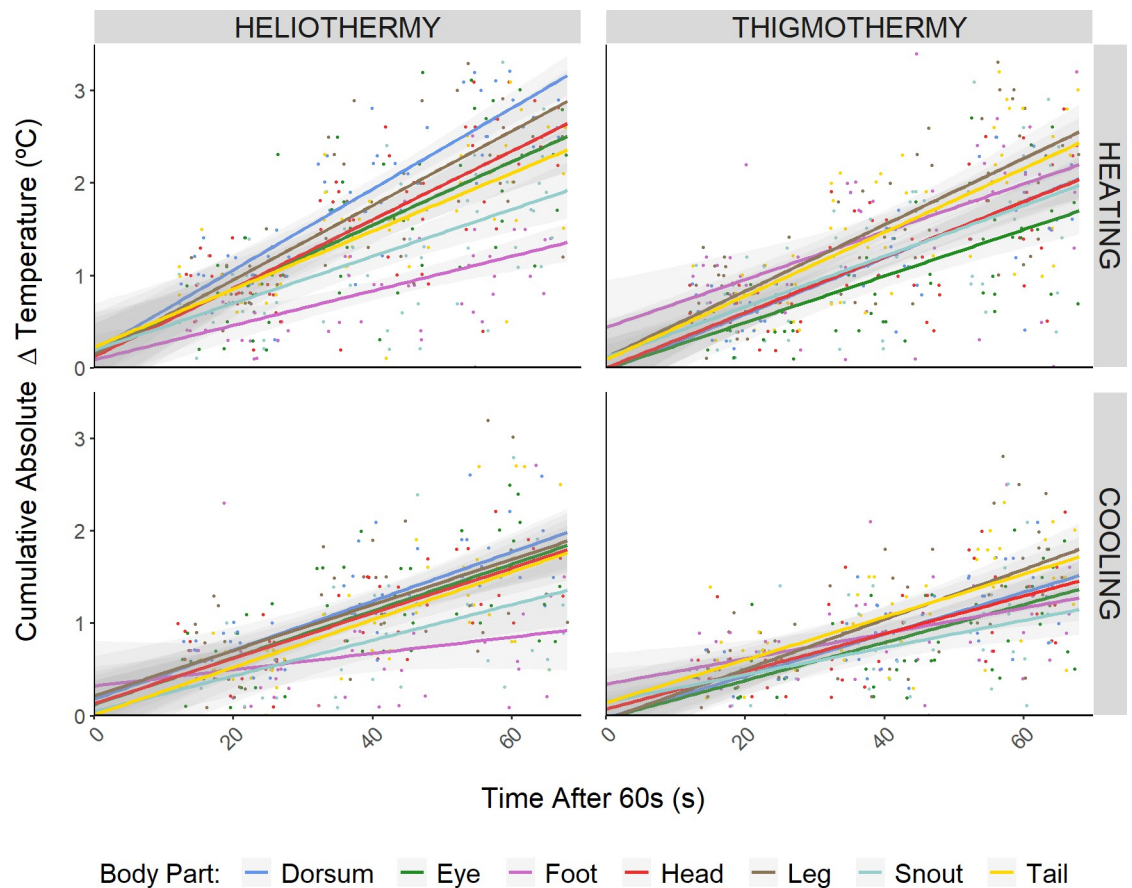 HELIOTHERMY THIGMOTHERMY
Cumulative Absolute Δ Temperature (ºC)
3
2
1
0
HEATING
3
2
1
0
COOLING
0 20 40 60 0 20 40 60
Time After 60s (s)
Body Part: Dorsum Eye Foot Head Leg Snout Tail